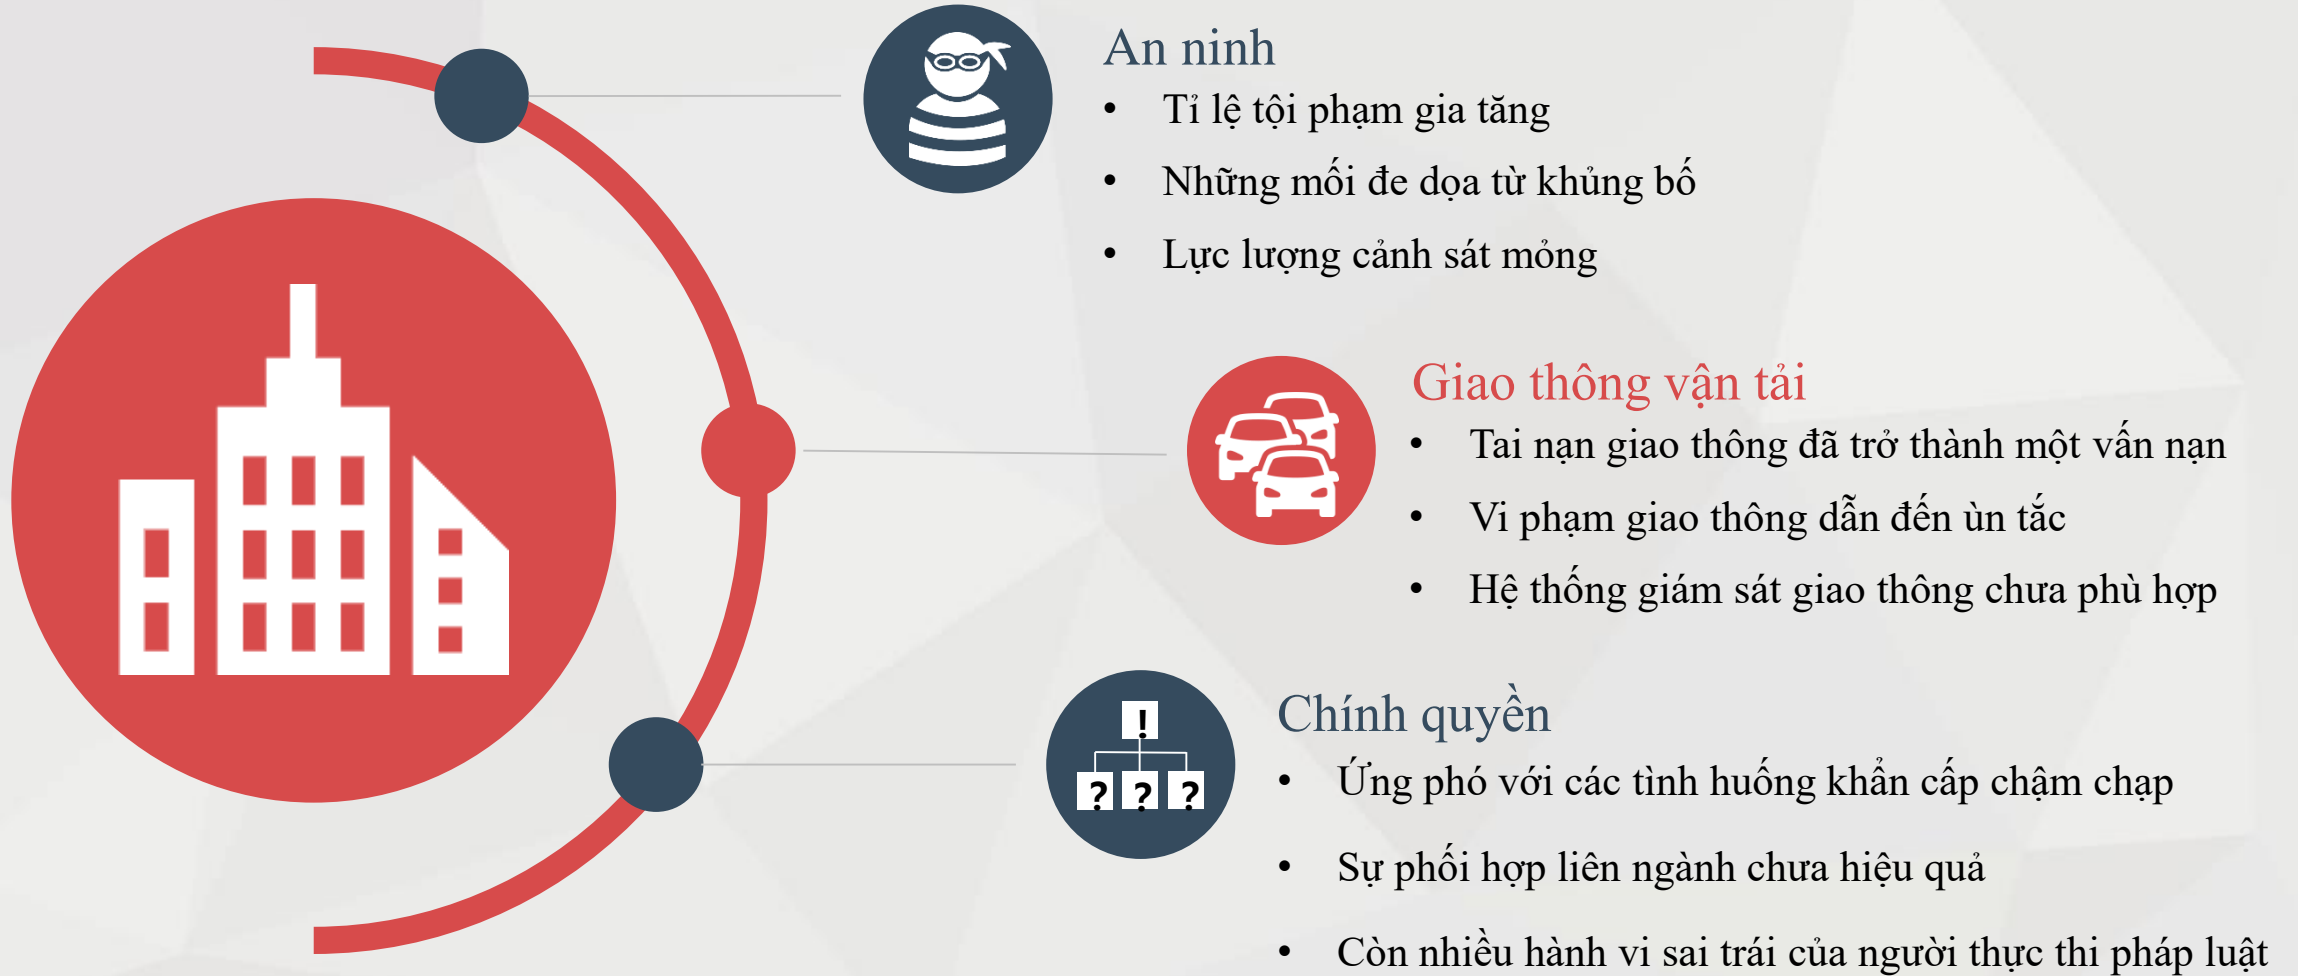 An ninh
• Tỉ lệ tội phạm gia tăng
• Những mối đe dọa từ khủng bố
• Lực lượng cảnh sát mỏng
Giao thông vận tải
• Tai nạn giao thông đã trở thành một vấn nạn
• Vi phạm giao thông dẫn đến ùn tắc
• Hệ thống giám sát giao thông chưa phù hợp
Chính quyền
!
? ? ?
• Ứng phó với các tình huống khẩn cấp chậm chạp
• Sự phối hợp liên ngành chưa hiệu quả
• Còn nhiều hành vi sai trái của người thực thi pháp luật